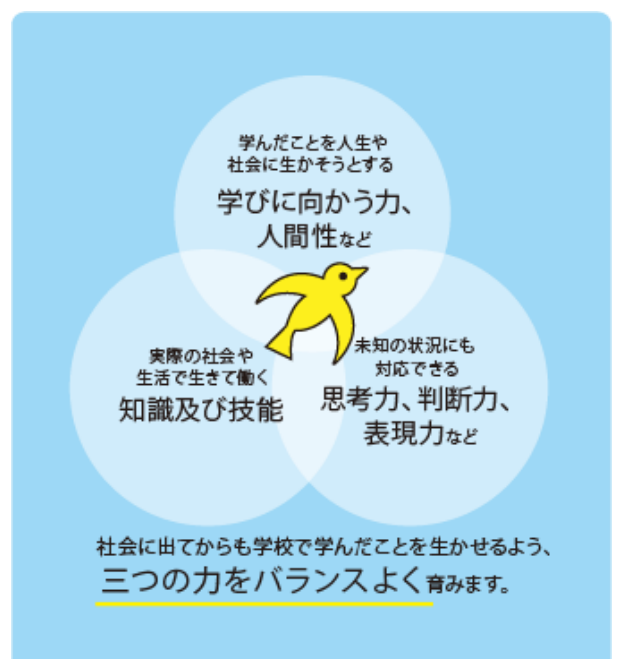 学んだことを人生や
社会に生かそうとする
学びに向かう力、
人間性など
実際の社会や
生活で生きて働く
知識及び技能
未知の状況にも
対応できる
思考力、判断力、
表現力など
社会に出てからも学校で学んだことを生かせるよう、
三つの力をバランスよく育みます。